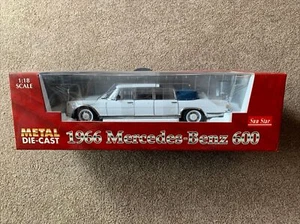 1:18
SCALE
METAL
DIE-CAST
1966 Mercedes-Benz 600
Sun Star